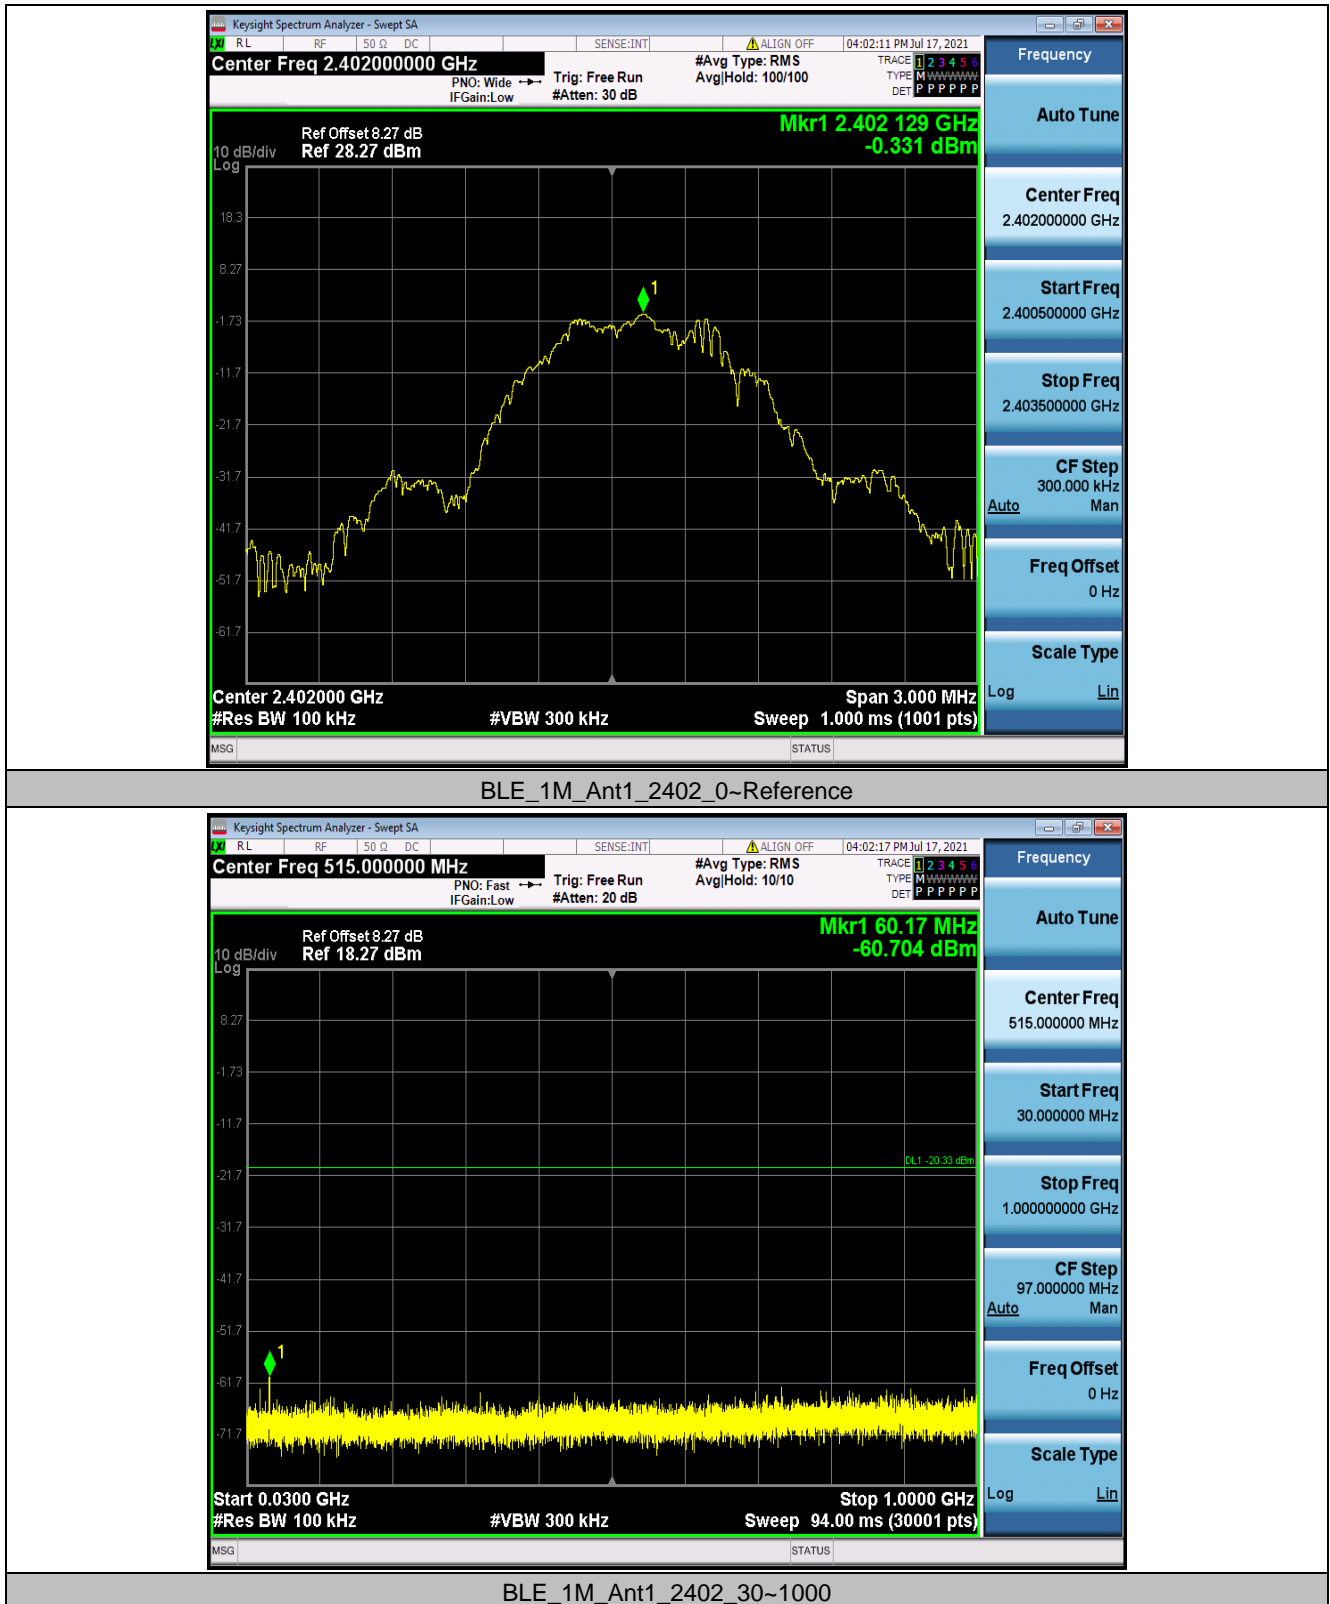 Keysight Spectrum Analyzer - Swept SA
LXI RL RF 50 Ω DC SENSE:INT ALIGN OFF 04:02:11 PM Jul 17, 2021
Center Freq 2.402000000 GHz
PNO: Wide
IFGain:Low
Trig: Free Run
#Atten: 30 dB
#Avg Type: RMS
Avg|Hold: 100/100
TRACE 1 2 3 4 5 6
TYPE M WWWWW
DET P P P P P P
Mkr1 2.402 129 GHz
-0.331 dBm
Ref Offset 8.27 dB
10 dB/div Ref 28.27 dBm
Log
18.3
8.27
-1.73
-11.7
-21.7
-31.7
-41.7
-51.7
-61.7
1
Center 2.402000 GHz Span 3.000 MHz
#Res BW 100 kHz #VBW 300 kHz Sweep 1.000 ms (1001 pts)
MSG STATUS
Frequency
Auto Tune
Center Freq
2.402000000 GHz
Start Freq
2.400500000 GHz
Stop Freq
2.403500000 GHz
CF Step
300.000 kHz
Auto Man
Freq Offset
0 Hz
Scale Type
Log Lin
BLE_1M_Ant1_2402_0~Reference
Keysight Spectrum Analyzer - Swept SA
LXI RL RF 50 Ω DC SENSE:INT ALIGN OFF 04:02:17 PM Jul 17, 2021
Center Freq 515.000000 MHz
PNO: Fast
IFGain:Low
Trig: Free Run
#Atten: 20 dB
#Avg Type: RMS
Avg|Hold: 10/10
TRACE 1 2 3 4 5 6
TYPE M WWWWW
DET P P P P P P
Mkr1 60.17 MHz
-60.704 dBm
Ref Offset 8.27 dB
10 dB/div Ref 18.27 dBm
Log
8.27
-1.73
-11.7
-21.7
-31.7
-41.7
-51.7
-61.7
-71.7
DL1 -20.33 dBm
1
Start 0.0300 GHz Stop 1.0000 GHz
#Res BW 100 kHz #VBW 300 kHz Sweep 94.00 ms (30001 pts)
MSG STATUS
Frequency
Auto Tune
Center Freq
515.000000 MHz
Start Freq
30.000000 MHz
Stop Freq
1.000000000 GHz
CF Step
97.000000 MHz
Auto Man
Freq Offset
0 Hz
Scale Type
Log Lin
BLE_1M_Ant1_2402_30~1000